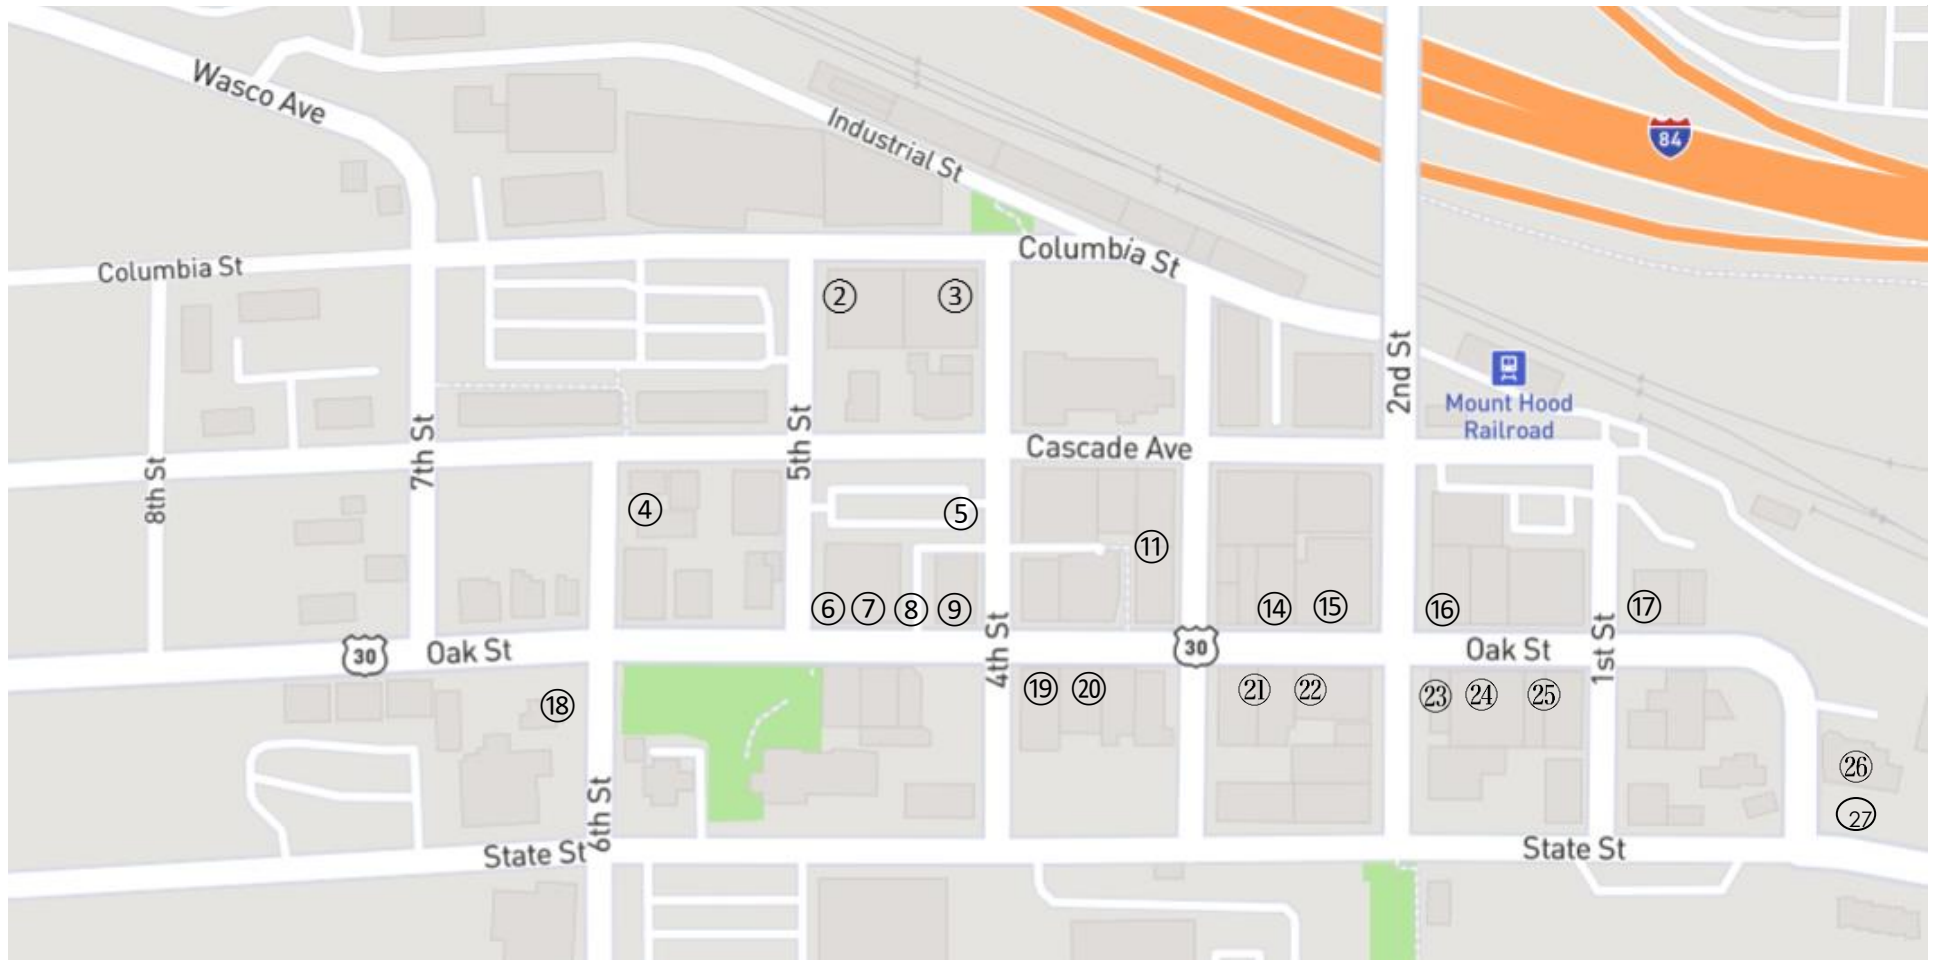 Wasco Ave
Industrial St
84
Columbia St
Columbia St
② ③
2nd St
Mount Hood
Railroad
7th St
5th St
Cascade Ave
8th St
④ ⑤
⑪
⑥ ⑦ ⑧ ⑨
4th St
⑭ ⑮ ⑯ ⑰
30
Oak St
30
Oak St
1st St
⑱ ⑲ ⑳ ㉑ ㉒ ㉓ ㉔ ㉕
㉖
27
6th St
State St
State St